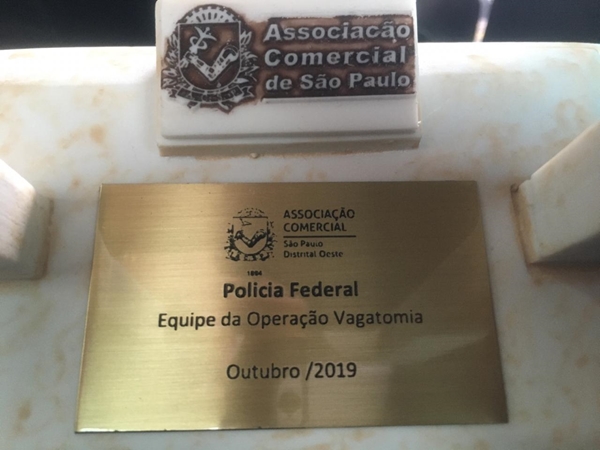 Associação
Comercial
de São Paulo
ASSOCIAÇÃO
COMERCIAL
São Paulo
Distrital Oeste
1894
Policia Federal
Equipe da Operação Vagatomia
Outubro /2019